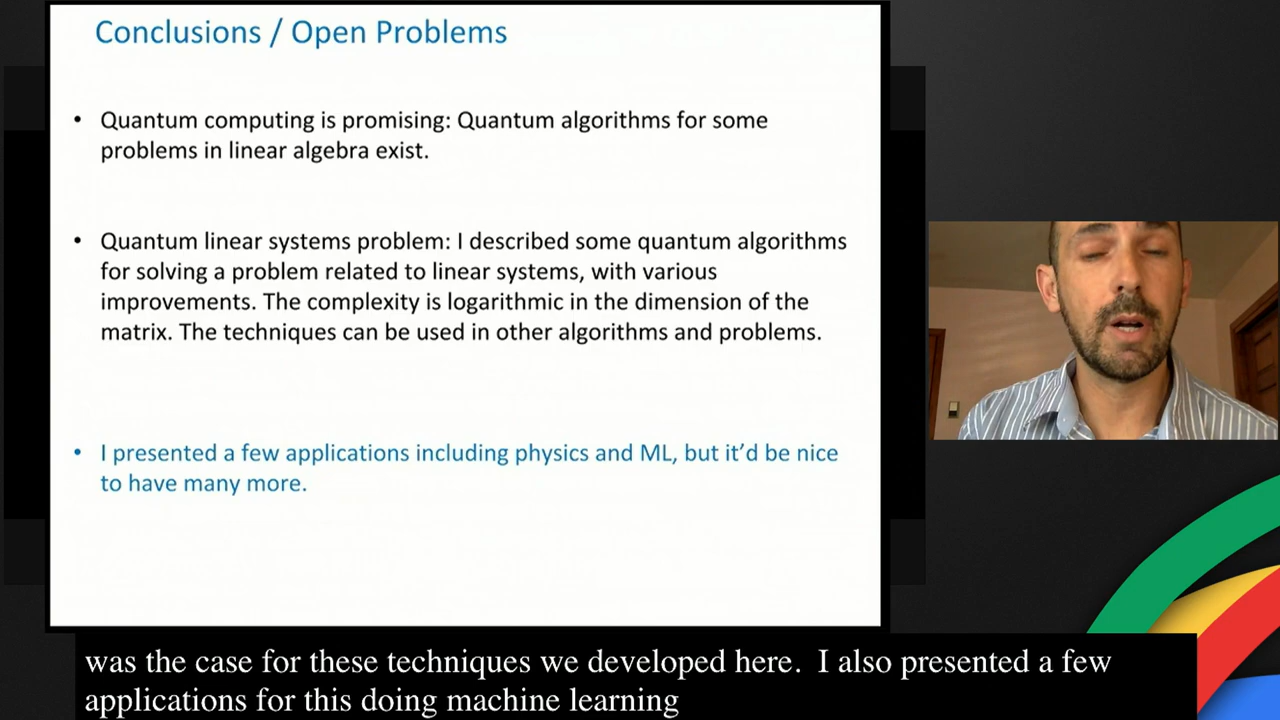 Conclusions / Open Problems
• Quantum computing is promising: Quantum algorithms for some
problems in linear algebra exist.
• Quantum linear systems problem: I described some quantum algorithms
for solving a problem related to linear systems, with various
improvements. The complexity is logarithmic in the dimension of the
matrix. The techniques can be used in other algorithms and problems.
• I presented a few applications including physics and ML, but it’d be nice
to have many more.
was the case for these techniques we developed here.  I also presented a few
applications for this doing machine learning